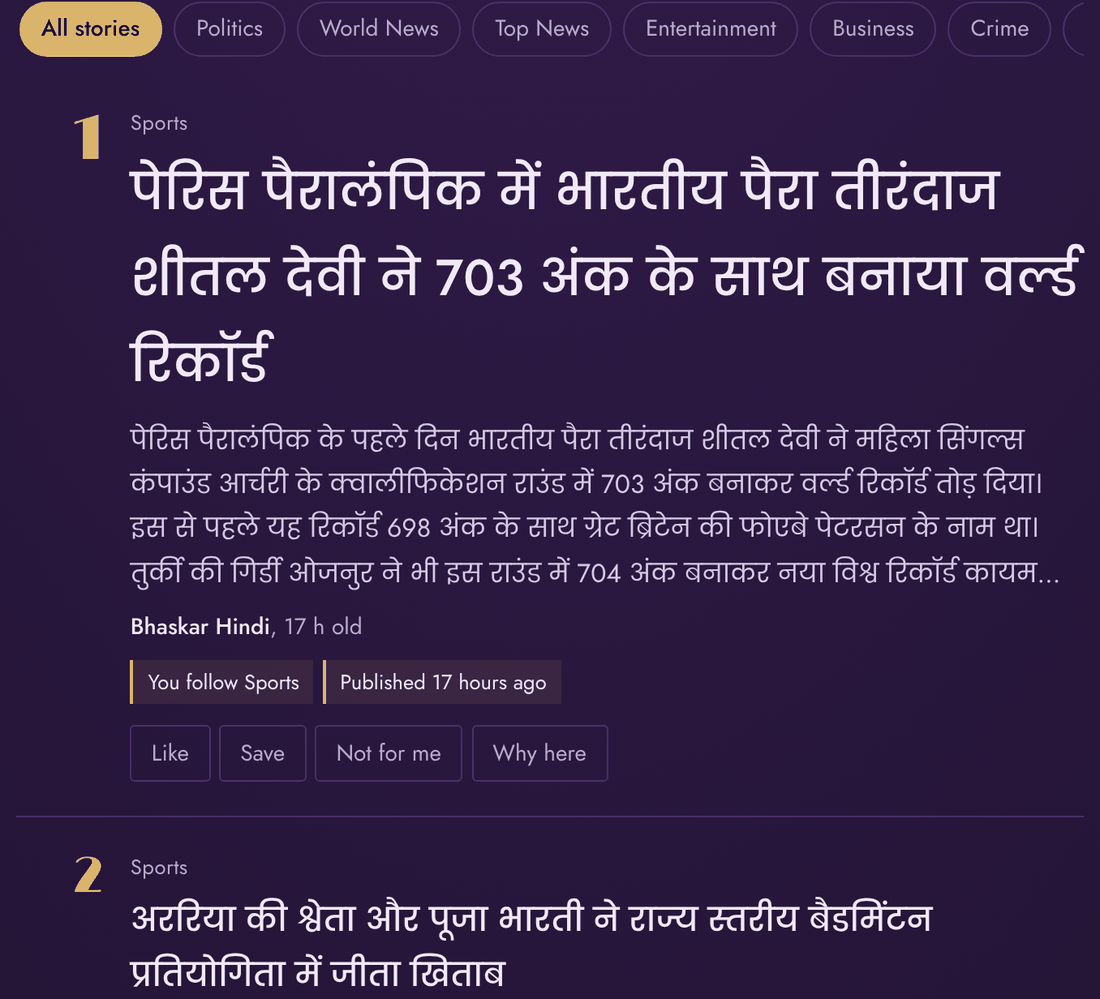 All stories Politics World News Top News Entertainment Business Crime
1
Sports
पेरिस पैरालंपिक में भारतीय पैरा तीरंदाज
शीतल देवी ने 703 अंक के साथ बनाया वर्ल्ड
रिकॉर्ड
पेरिस पैरालंपिक के पहले दिन भारतीय पैरा तीरंदाज शीतल देवी ने महिला सिंगल्स
कंपाउंड आर्चरी के क्वालीफिकेशन राउंड में 703 अंक बनाकर वर्ल्ड रिकॉर्ड तोड़ दिया।
इस से पहले यह रिकॉर्ड 698 अंक के साथ ग्रेट ब्रिटेन की फोएबे पेटरसन के नाम था।
तुर्की की गिर्डी ओजनुर ने भी इस राउंड में 704 अंक बनाकर नया विश्व रिकॉर्ड कायम...
Bhaskar Hindi, 17 h old
You follow Sports Published 17 hours ago
Like Save Not for me Why here
2
Sports
अररिया की श्वेता और पूजा भारती ने राज्य स्तरीय बैडमिंटन
प्रतियोगिता में जीता खिताब